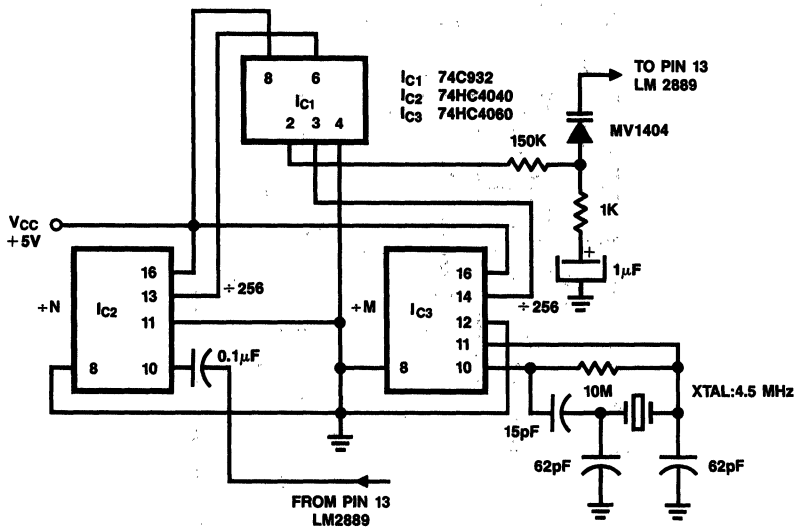 8 6
IC1
2 3 4
IC1 74C932
IC2 74HC4040
IC3 74HC4060
TO PIN 13
LM 2889
MV1404
150K
1K
+
1µF
VCC
+5V
÷N
IC2
16
13
11
10
8
÷256
0.1µF
÷M
IC3
16
14
12
11
10
8
÷256
10M
XTAL:4.5 MHz
15pF
62pF
62pF
FROM PIN 13
LM2889